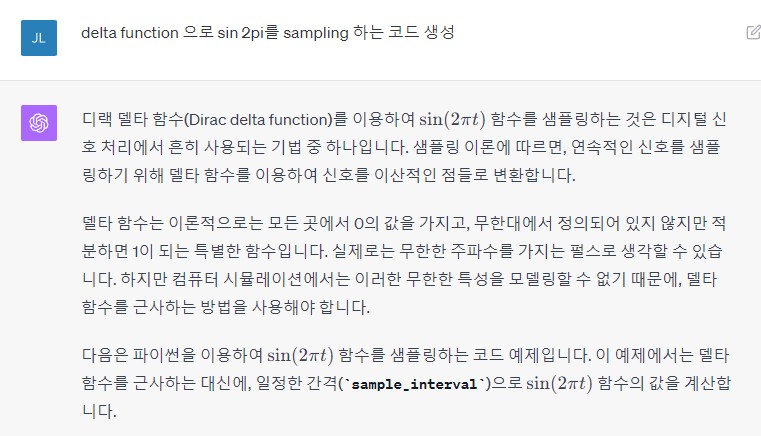 JL
delta function 으로 sin 2pi를 sampling 하는 코드 생성
디랙 델타 함수(Dirac delta function)를 이용하여 sin(2πt) 함수를 샘플링하는 것은 디지털 신
호 처리에서 흔히 사용되는 기법 중 하나입니다. 샘플링 이론에 따르면, 연속적인 신호를 샘플
링하기 위해 델타 함수를 이용하여 신호를 이산적인 점들로 변환합니다.
델타 함수는 이론적으로는 모든 곳에서 0의 값을 가지고, 무한대에서 정의되어 있지 않지만 적
분하면 1이 되는 특별한 함수입니다. 실제로는 무한한 주파수를 가지는 펄스로 생각할 수 있습
니다. 하지만 컴퓨터 시뮬레이션에서는 이러한 무한한 특성을 모델링할 수 없기 때문에, 델타
함수를 근사하는 방법을 사용해야 합니다.
다음은 파이썬을 이용하여 sin(2πt) 함수를 샘플링하는 코드 예제입니다. 이 예제에서는 델타
함수를 근사하는 대신에, 일정한 간격(`sample_interval`)으로 sin(2πt) 함수의 값을 계산합
니다.